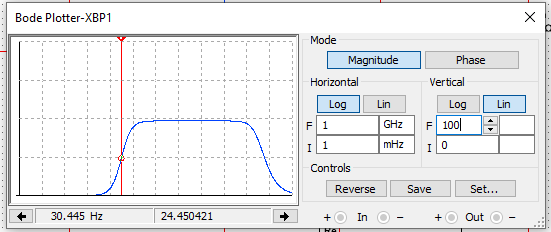 Bode Plotter-XBP1
Mode
Magnitude Phase
Horizontal Vertical
Log Lin Log Lin
F 1 GHz F 100
I 1 mHz I 0
Controls
Reverse Save Set...
30.445 Hz 24.450421
+ In − + Out −